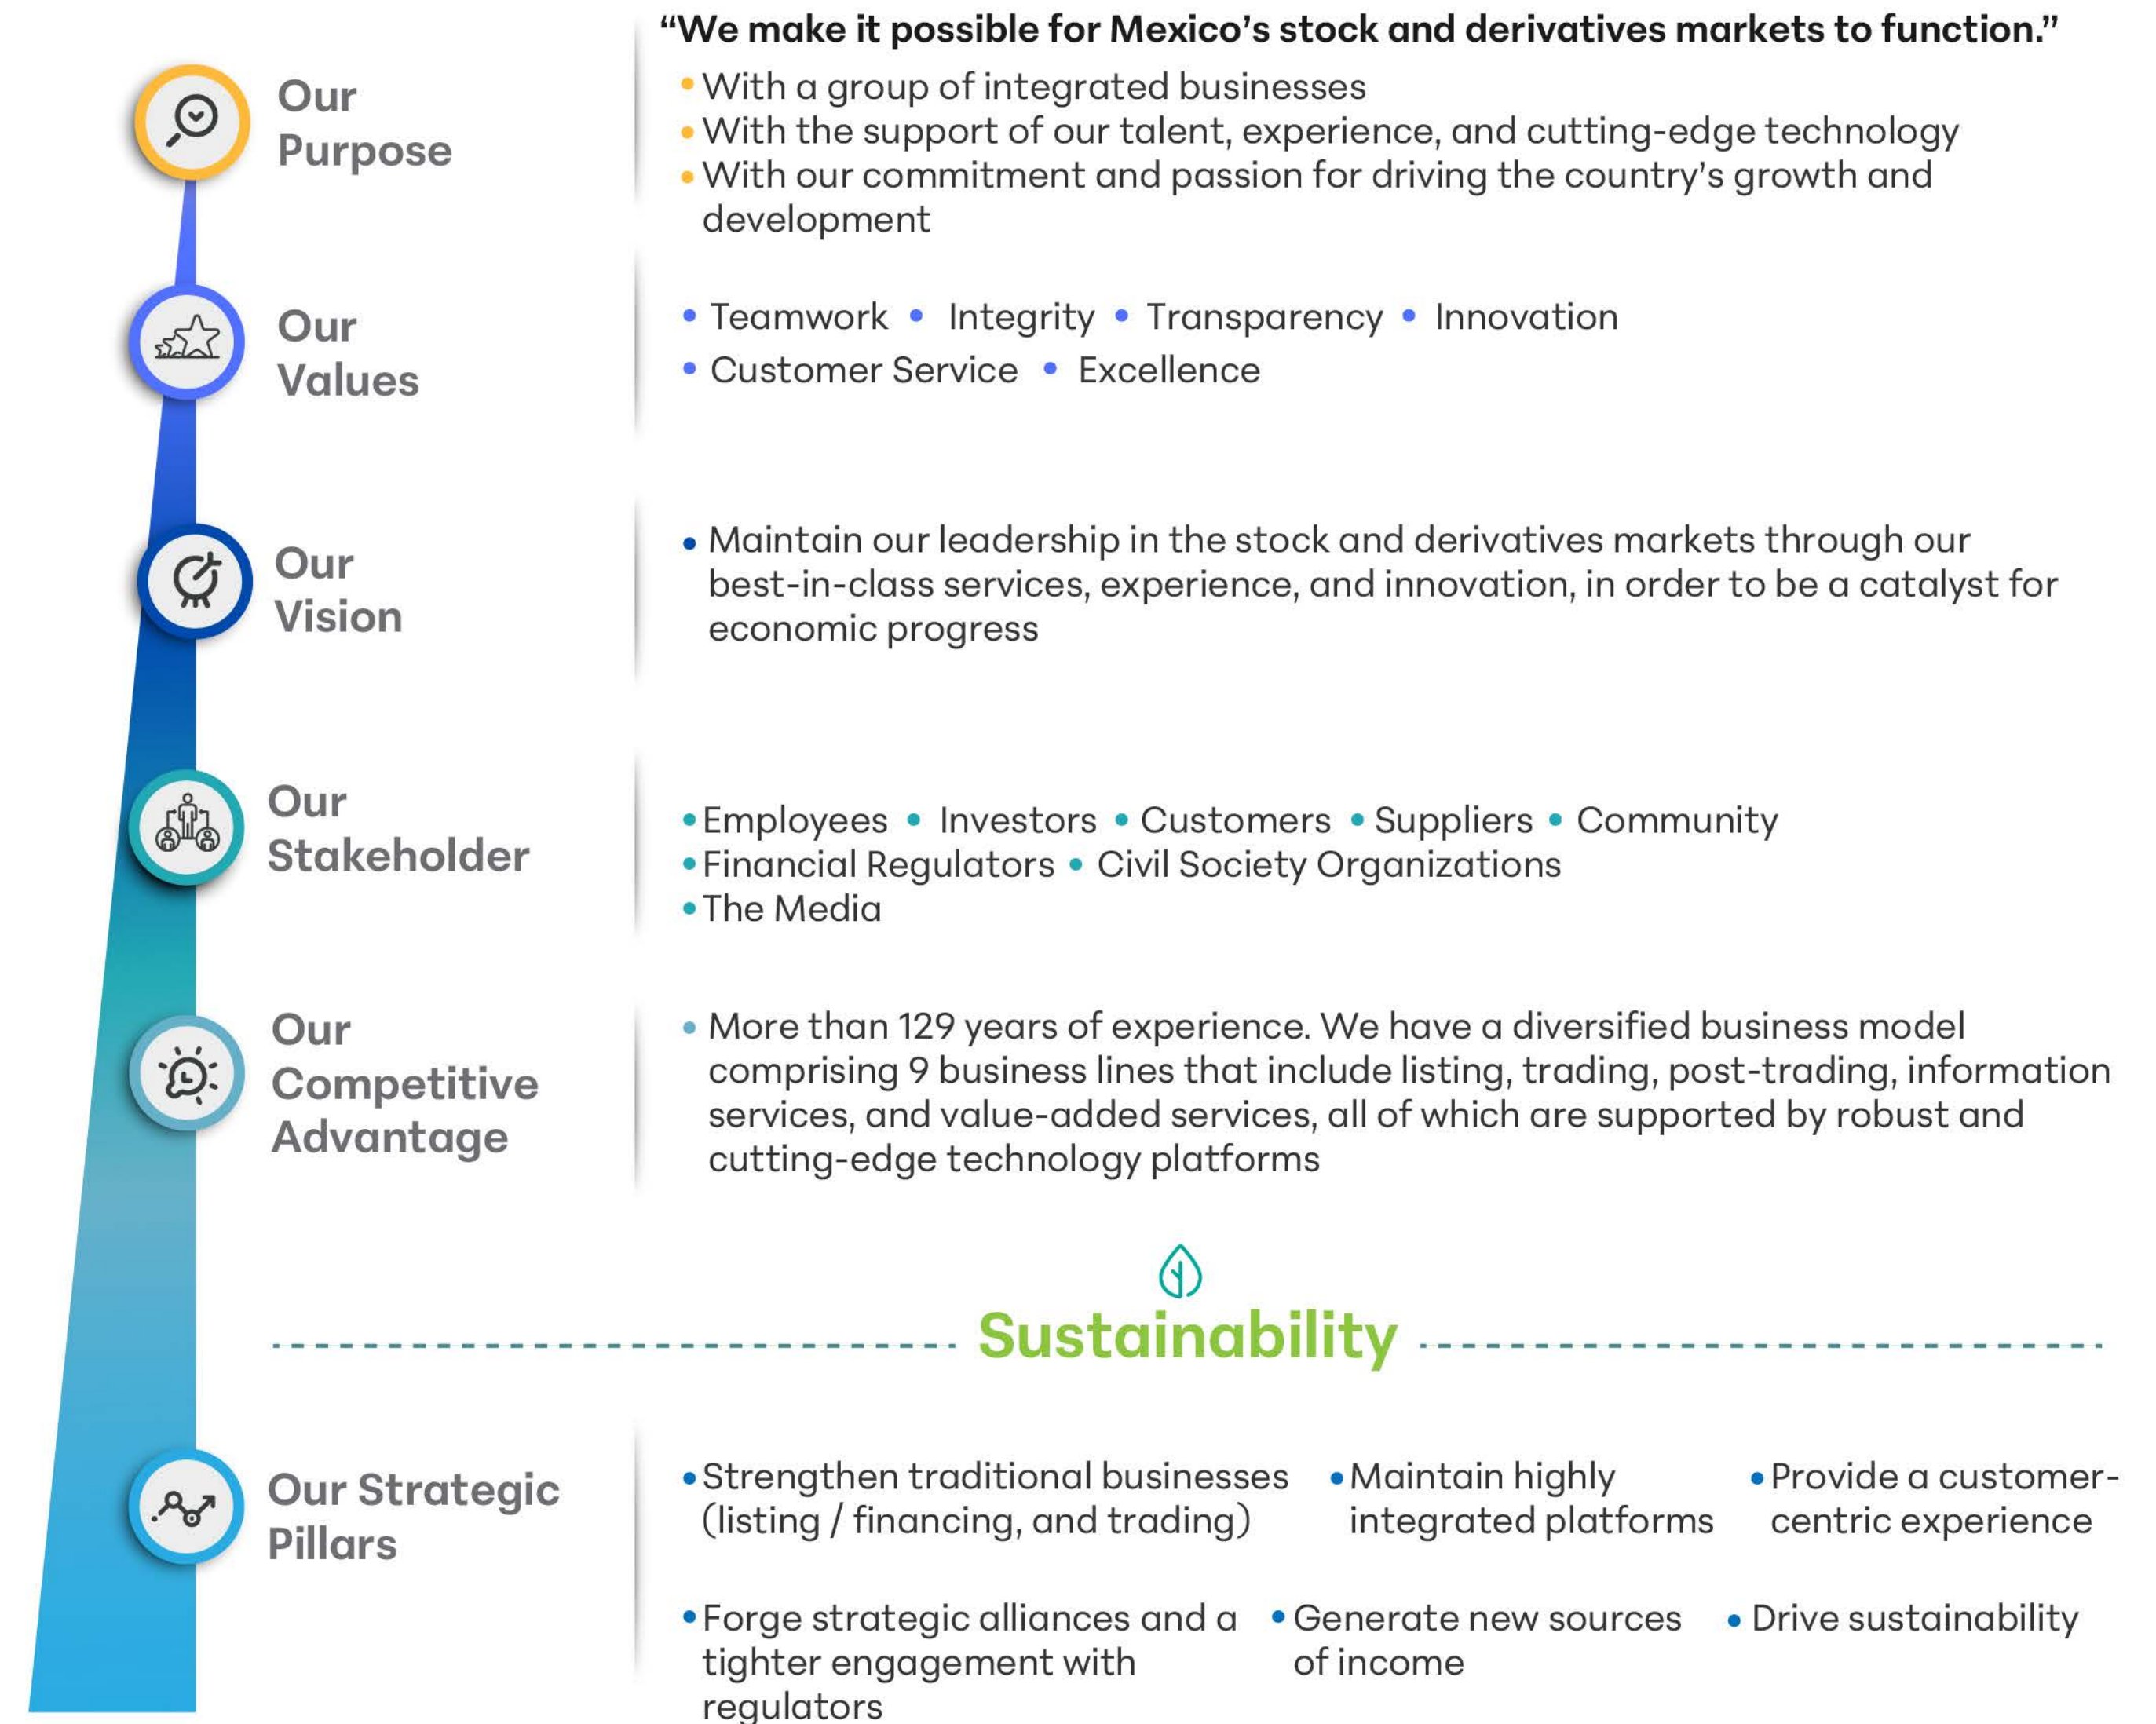 “We make it possible for Mexico’s stock and derivatives markets to function.”
Our
Purpose
• With a group of integrated businesses
• With the support of our talent, experience, and cutting-edge technology
• With our commitment and passion for driving the country’s growth and
development
Our
Values
• Teamwork • Integrity • Transparency • Innovation
• Customer Service • Excellence
Our
Vision
• Maintain our leadership in the stock and derivatives markets through our
best-in-class services, experience, and innovation, in order to be a catalyst for
economic progress
Our
Stakeholder
• Employees • Investors • Customers • Suppliers • Community
• Financial Regulators • Civil Society Organizations
• The Media
Our
Competitive
Advantage
• More than 129 years of experience. We have a diversified business model
comprising 9 business lines that include listing, trading, post-trading, information
services, and value-added services, all of which are supported by robust and
cutting-edge technology platforms
Sustainability
Our Strategic
Pillars
• Strengthen traditional businesses
(listing / financing, and trading)
• Maintain highly
integrated platforms
• Provide a customer-
centric experience
• Forge strategic alliances and a
tighter engagement with
regulators
• Generate new sources
of income
• Drive sustainability